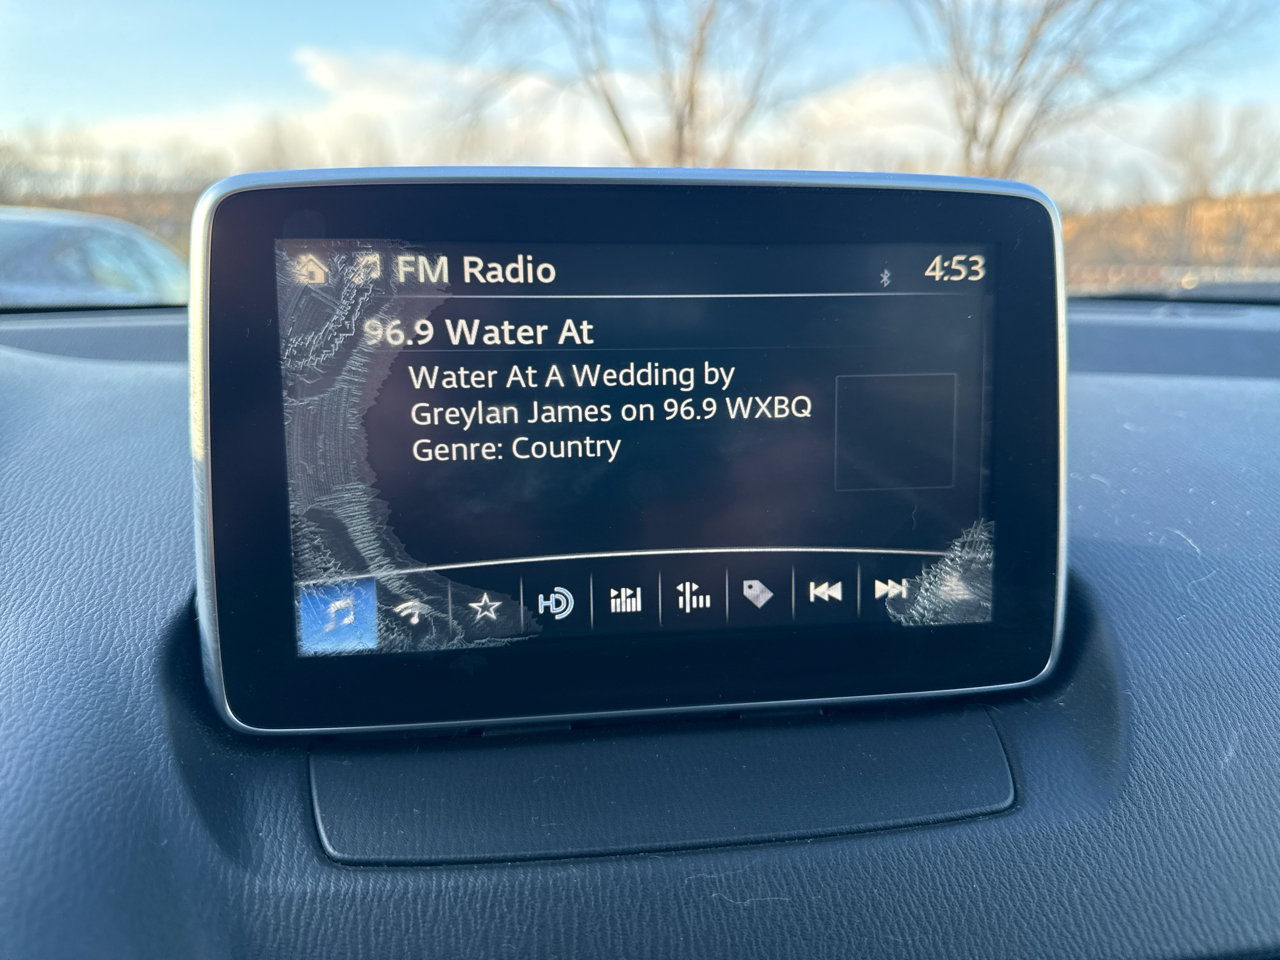 FM Radio
4:53
96.9 Water At
Water At A Wedding by
Greylan James on 96.9 WXBQ
Genre: Country
HD